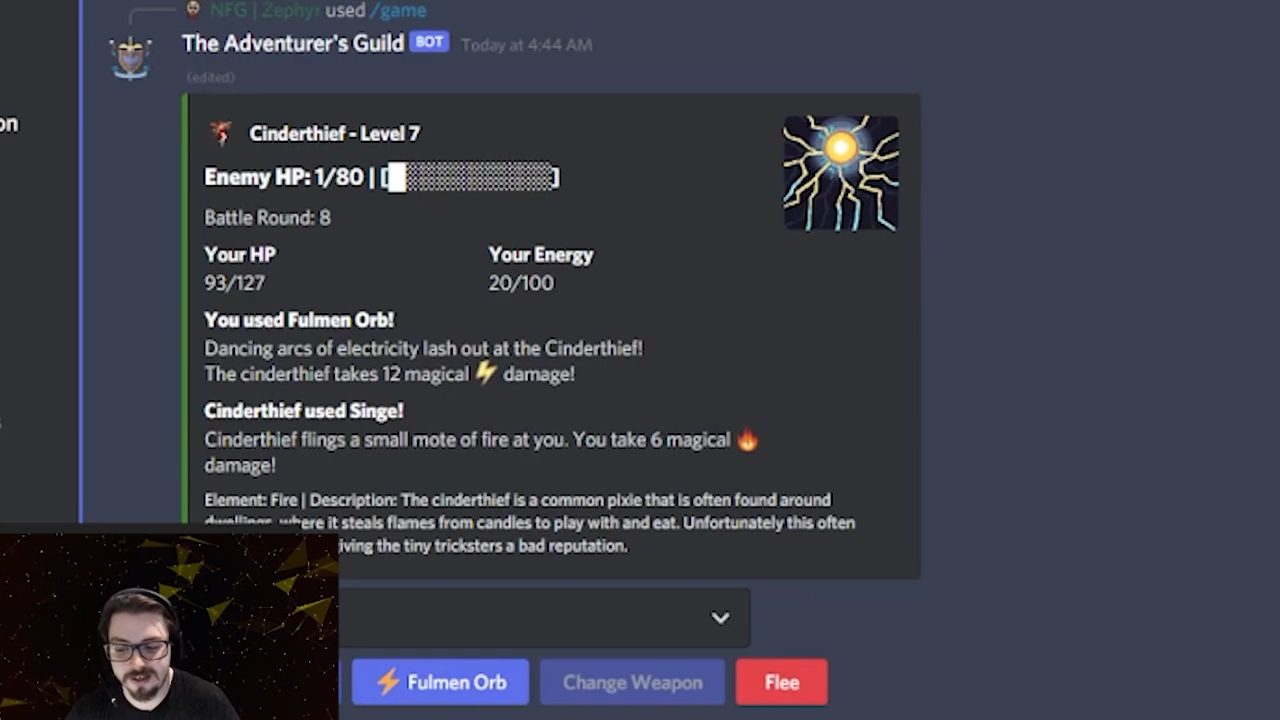 NFG | Zephyr used /game
The Adventurer's Guild BOT Today at 4:44 AM
(edited)
on
Cinderthief - Level 7
Enemy HP: 1/80 | [█░░░░░░░░░░░░]
Battle Round: 8
Your HP Your Energy
93/127 20/100
You used Fulmen Orb!
Dancing arcs of electricity lash out at the Cinderthief!
The cinderthief takes 12 magical ⚡ damage!
Cinderthief used Singe!
Cinderthief flings a small mote of fire at you. You take 6 magical 🔥
damage!
Element: Fire | Description: The cinderthief is a common pixie that is often found around
dwellings, where it steals flames from candles to play with and eat. Unfortunately this often
iving the tiny tricksters a bad reputation.
⚡ Fulmen Orb Change Weapon Flee